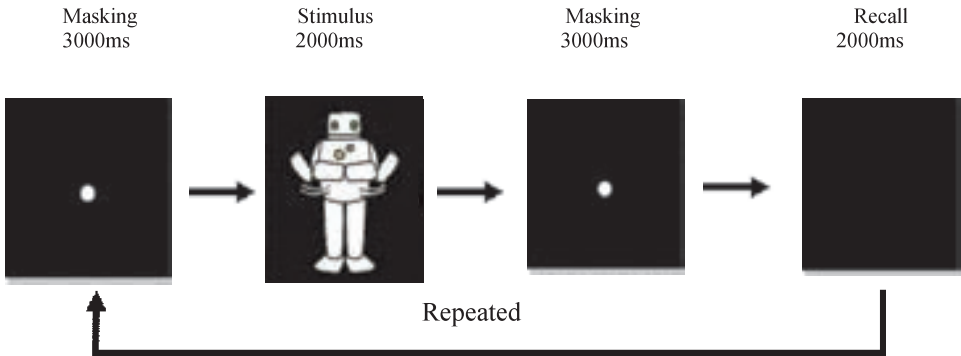 Masking
3000ms
Stimulus
2000ms
Masking
3000ms
Recall
2000ms
Repeated